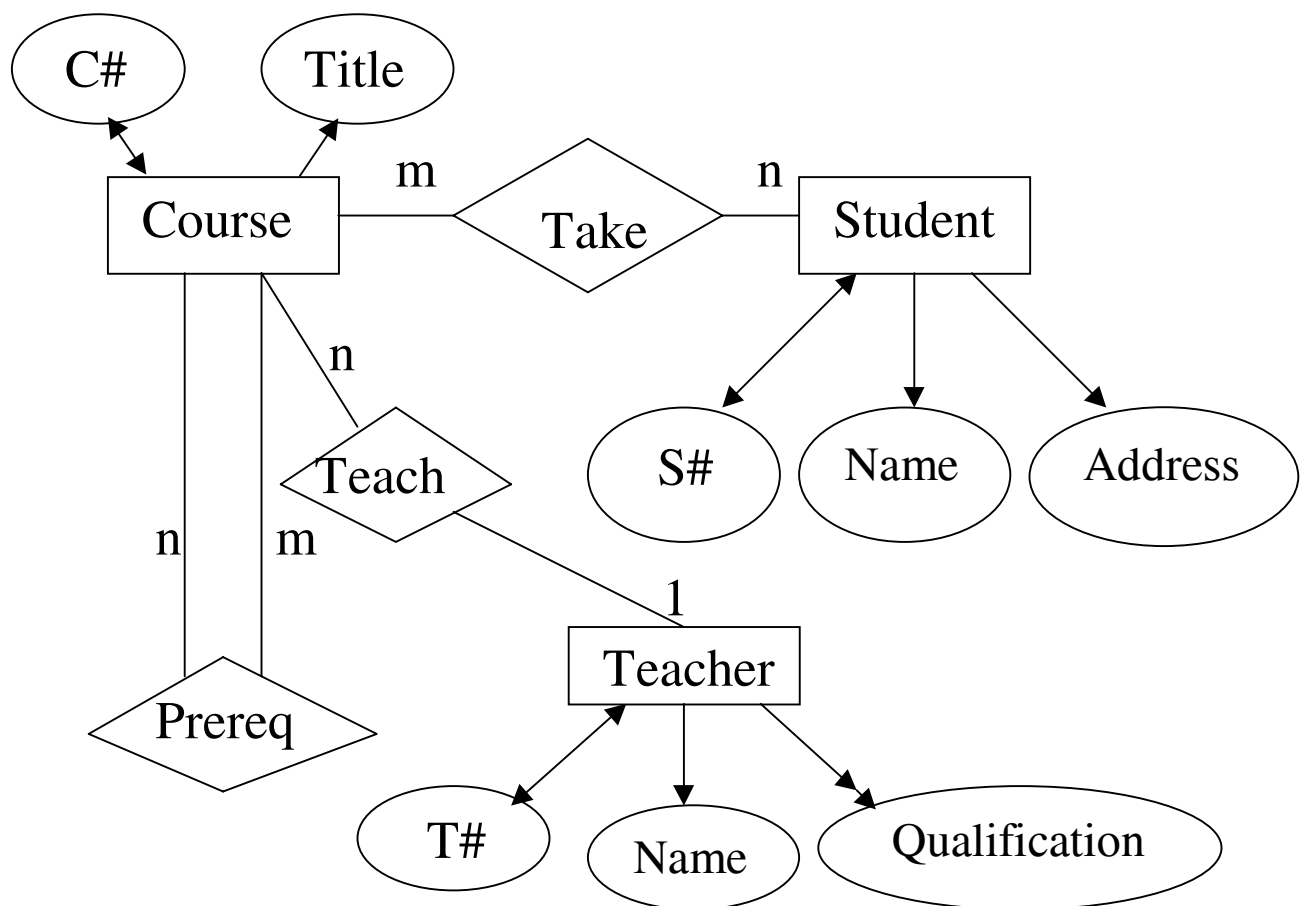 C#
Title
m
n
Course
Take
Student
n
Teach
S#
Name
Address
n
m
1
Teacher
Prereq
T#
Name
Qualification